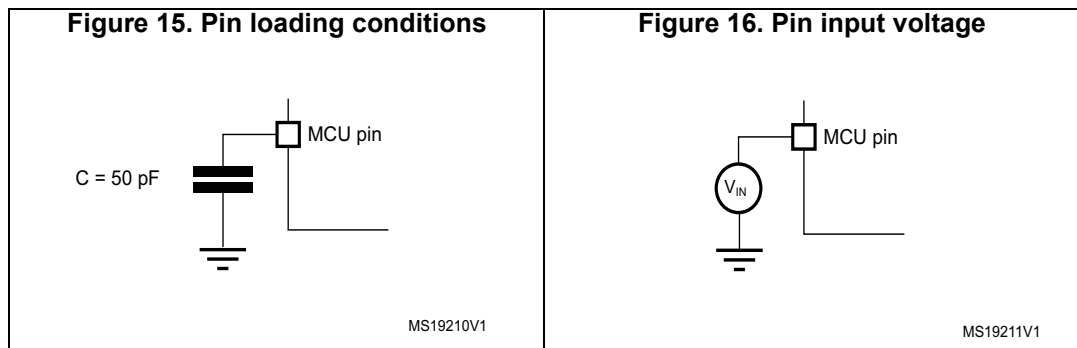 Figure 15. Pin loading conditions
MCU pin
C = 50 pF
MS19210V1
Figure 16. Pin input voltage
MCU pin
VIN
MS19211V1